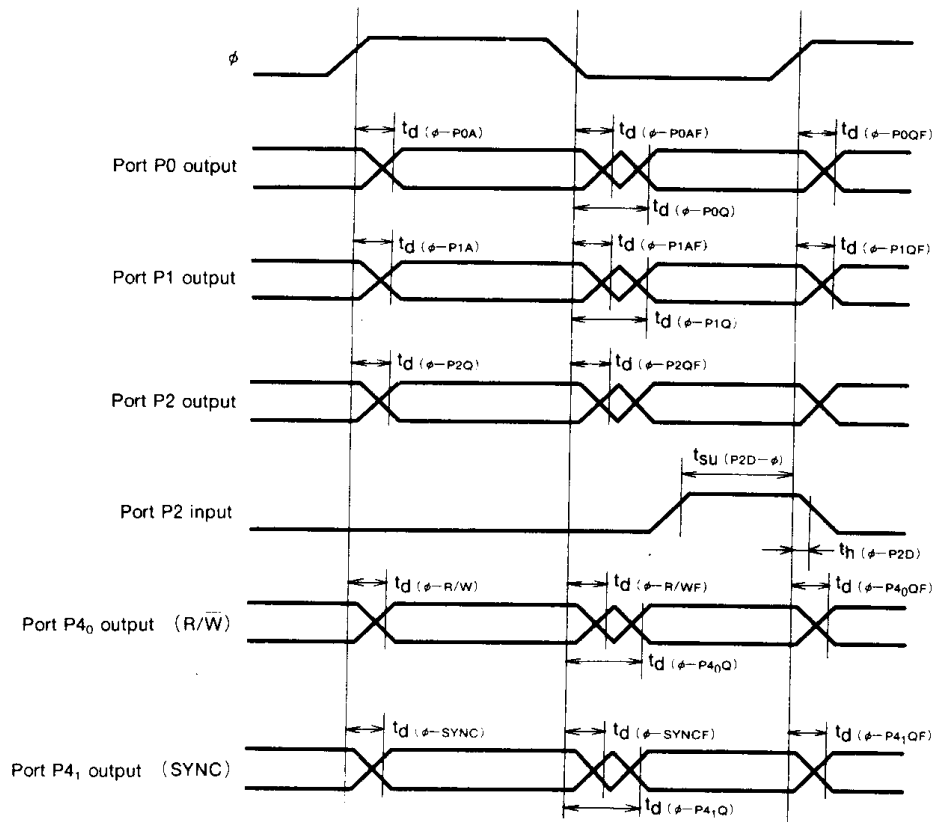 φ
td (φ−P0A) td (φ−P0AF) td (φ−P0QF)
Port P0 output
td (φ−P0Q)
td (φ−P1A) td (φ−P1AF) td (φ−P1QF)
Port P1 output
td (φ−P1Q)
td (φ−P2Q) td (φ−P2QF)
Port P2 output
tsu (P2D−φ)
Port P2 input
th (φ−P2D)
td (φ−R/W) td (φ−R/WF) td (φ−P4₀QF)
Port P4₀ output (R/W̅)
td (φ−P4₀Q)
td (φ−SYNC) td (φ−SYNCF) td (φ−P4₁QF)
Port P4₁ output (SYNC)
td (φ−P4₁Q)